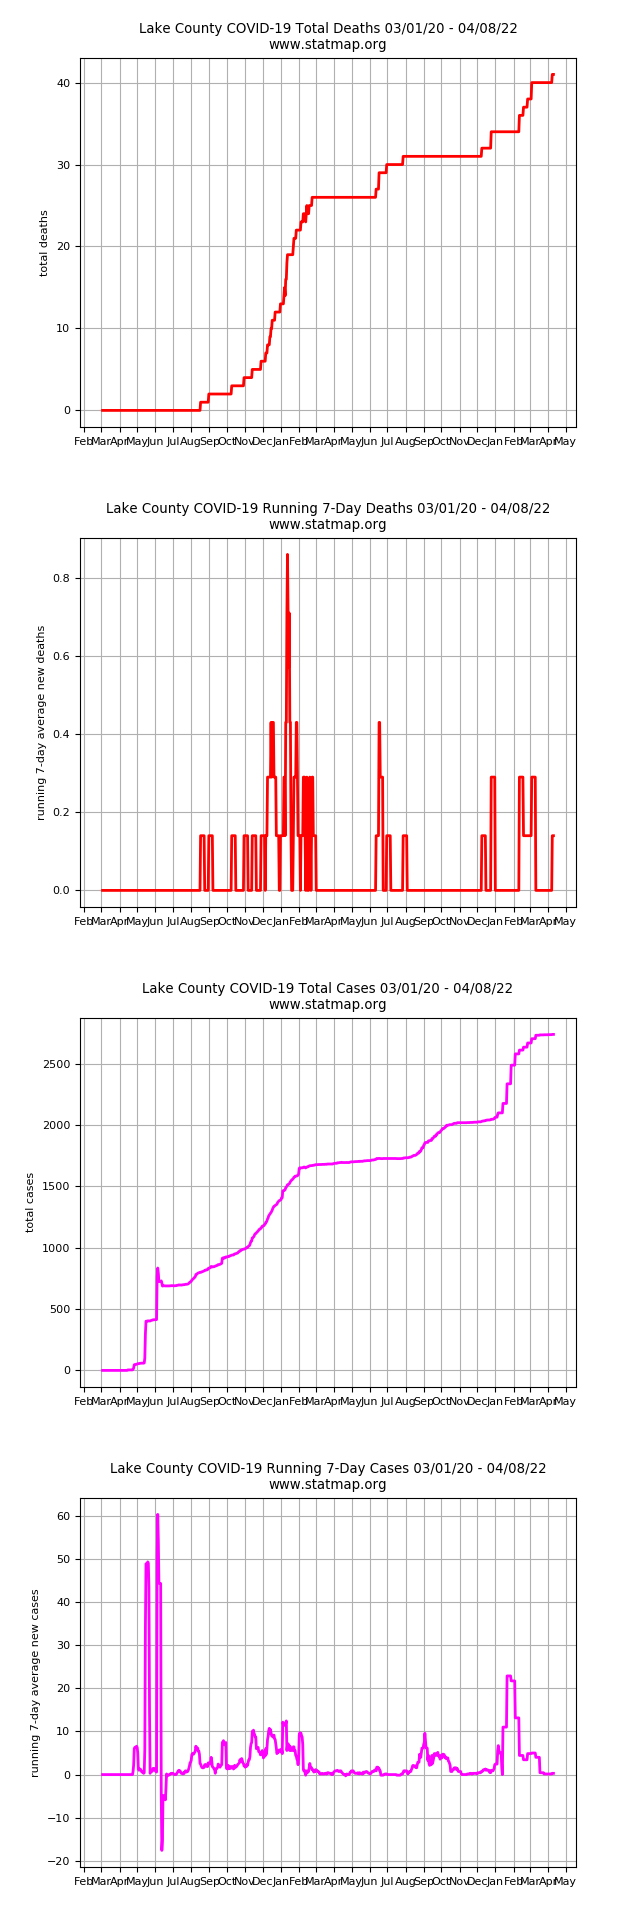 Lake County COVID-19 Total Deaths 03/01/20 - 04/08/22
www.statmap.org
total deaths
40
30
20
10
0
Feb Mar Apr May Jun Jul Aug Sep Oct Nov Dec Jan Feb Mar Apr May Jun Jul Aug Sep Oct Nov Dec Jan Feb Mar Apr May
Lake County COVID-19 Running 7-Day Deaths 03/01/20 - 04/08/22
www.statmap.org
running 7-day average new deaths
0.8
0.6
0.4
0.2
0.0
Feb Mar Apr May Jun Jul Aug Sep Oct Nov Dec Jan Feb Mar Apr May Jun Jul Aug Sep Oct Nov Dec Jan Feb Mar Apr May
Lake County COVID-19 Total Cases 03/01/20 - 04/08/22
www.statmap.org
total cases
2500
2000
1500
1000
500
0
Feb Mar Apr May Jun Jul Aug Sep Oct Nov Dec Jan Feb Mar Apr May Jun Jul Aug Sep Oct Nov Dec Jan Feb Mar Apr May
Lake County COVID-19 Running 7-Day Cases 03/01/20 - 04/08/22
www.statmap.org
running 7-day average new cases
60
50
40
30
20
10
0
−10
−20
Feb Mar Apr May Jun Jul Aug Sep Oct Nov Dec Jan Feb Mar Apr May Jun Jul Aug Sep Oct Nov Dec Jan Feb Mar Apr May